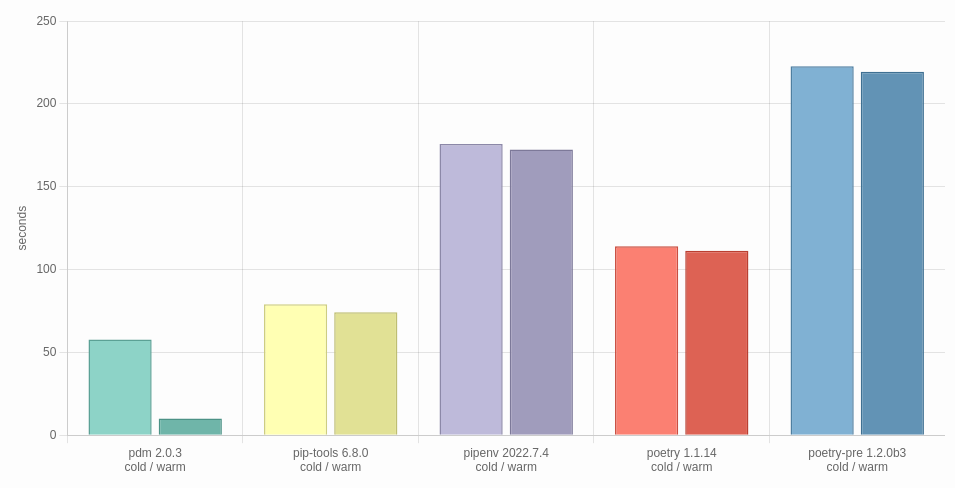 250
200
150
100
50
0
seconds
pdm 2.0.3
cold / warm
pip-tools 6.8.0
cold / warm
pipenv 2022.7.4
cold / warm
poetry 1.1.14
cold / warm
poetry-pre 1.2.0b3
cold / warm